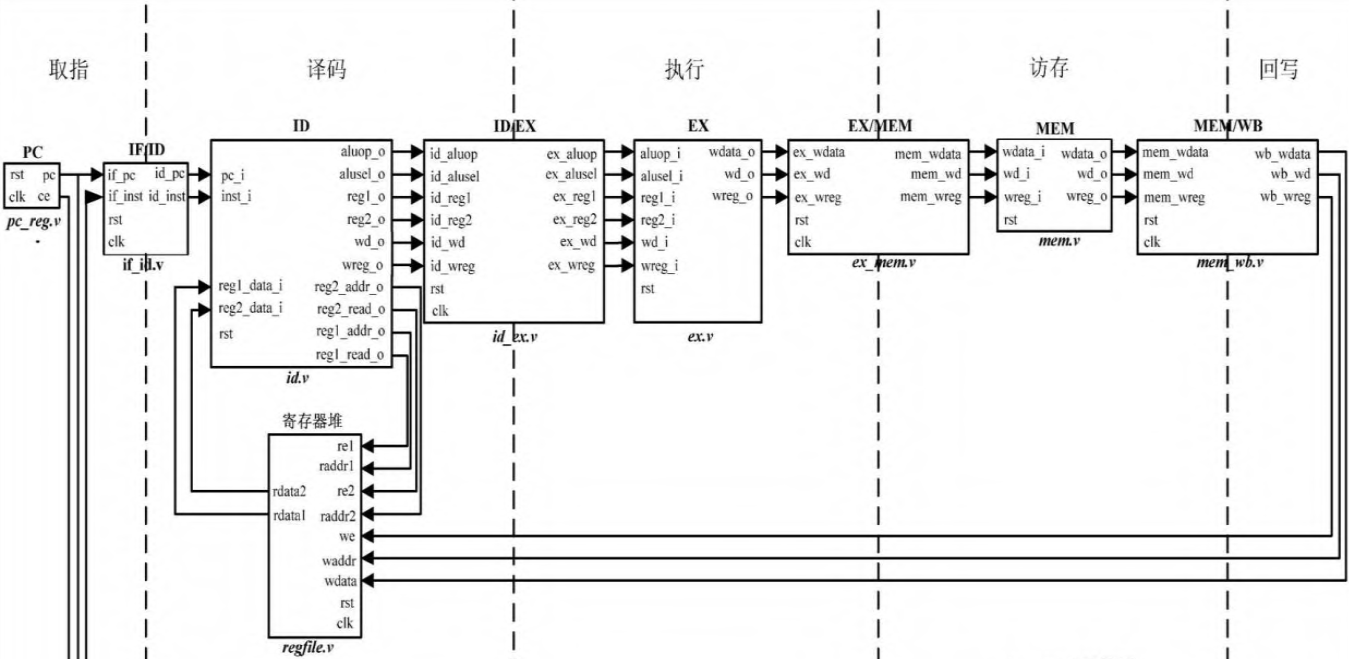 取指 译码 执行 访存 回写
PC
rst pc
clk ce
pc_reg.v
IF/ID
if_pc id_pc
if_inst id_inst
rst
clk
if_id.v
ID
pc_i
inst_i
aluop_o
alusel_o
reg1_o
reg2_o
wd_o
wreg_o
reg1_data_i reg2_addr_o
reg2_data_i reg2_read_o
rst reg1_addr_o
reg1_read_o
id.v
ID/EX
id_aluop ex_aluop
id_alusel ex_alusel
id_reg1 ex_reg1
id_reg2 ex_reg2
id_wd ex_wd
id_wreg ex_wreg
rst
clk
id_ex.v
EX
aluop_i wdata_o
alusel_i wd_o
reg1_i wreg_o
reg2_i
wd_i
wreg_i
rst
ex.v
EX/MEM
ex_wdata mem_wdata
ex_wd mem_wd
ex_wreg mem_wreg
rst
clk
ex_mem.v
MEM
wdata_i wdata_o
wd_i wd_o
wreg_i wreg_o
rst
mem.v
MEM/WB
mem_wdata wb_wdata
mem_wd wb_wd
mem_wreg wb_wreg
rst
clk
mem_wb.v
寄存器堆
re1
raddr1
rdata2 re2
rdata1 raddr2
we
waddr
wdata
rst
clk
regfile.v